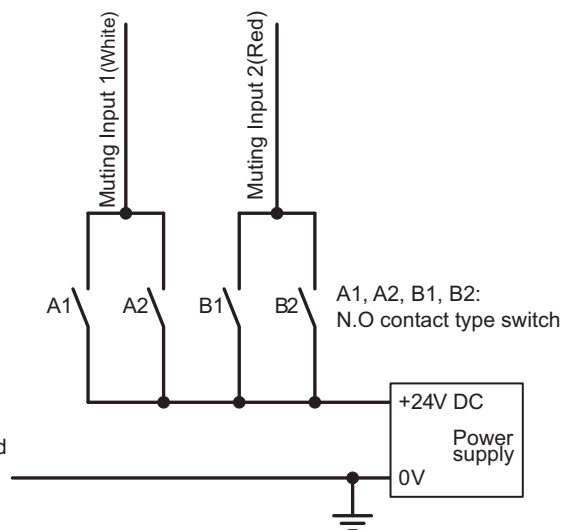 Muting Input 1(White)
Muting Input 2(Red)
A1
A2
B1
B2
A1, A2, B1, B2:
N.O contact type switch
+24V DC
Power
supply
0V